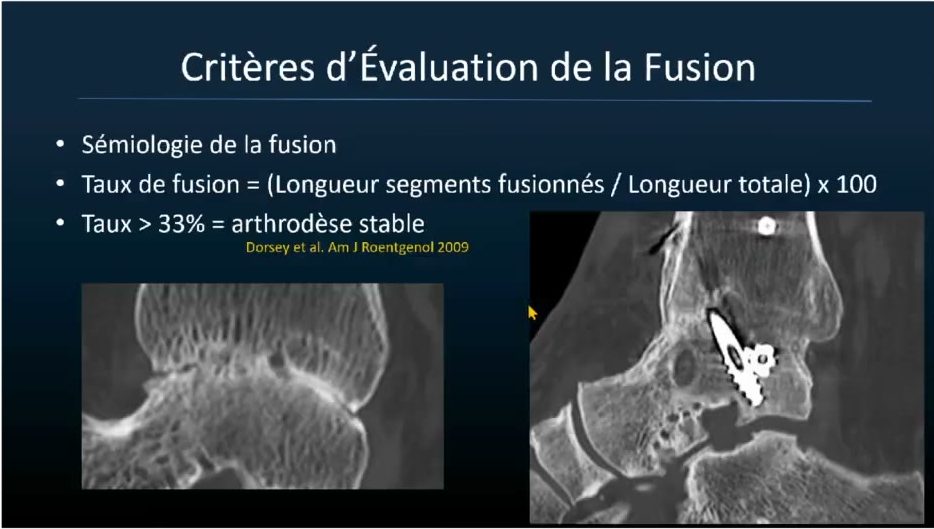 Critères d’Évaluation de la Fusion
• Sémiologie de la fusion
• Taux de fusion = (Longueur segments fusionnés / Longueur totale) x 100
• Taux > 33% = arthrodèse stable
Dorsey et al. Am J Roentgenol 2009